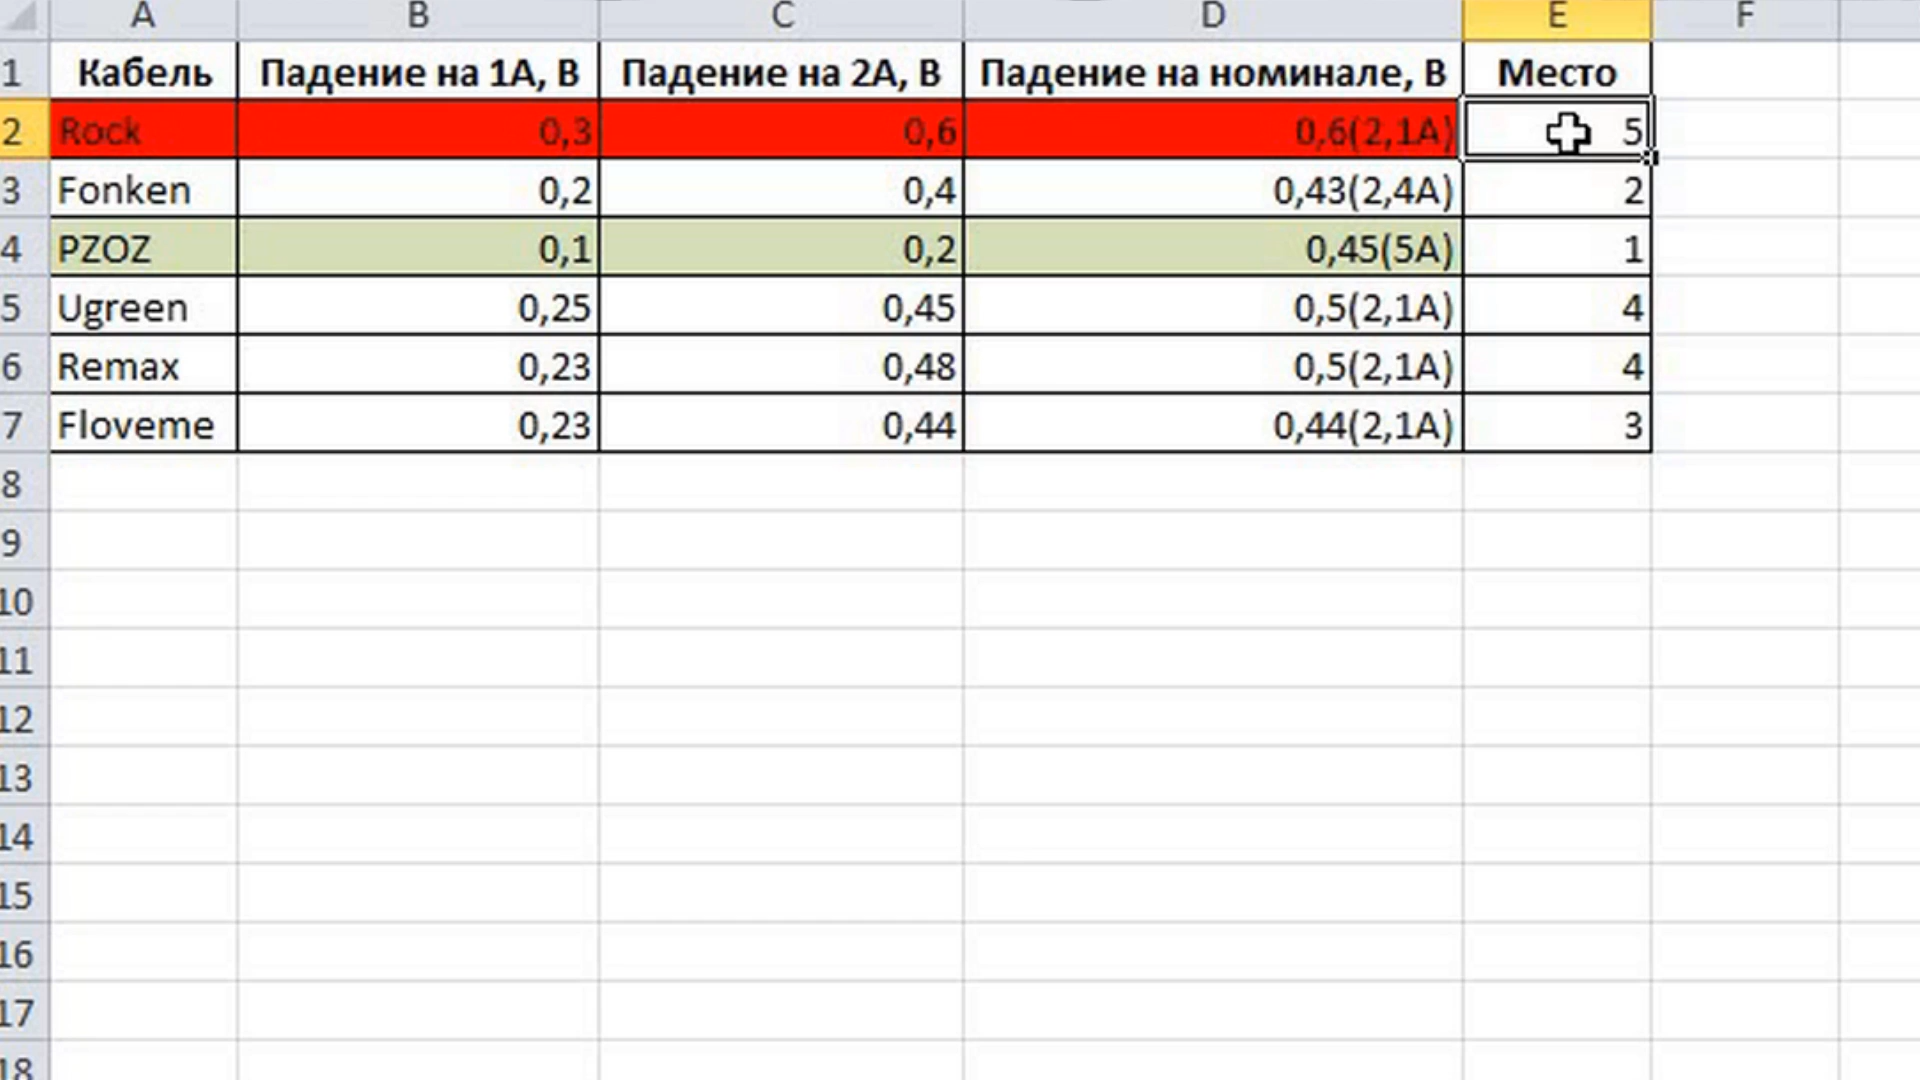 A B C D E F
1 Кабель Падение на 1А, В Падение на 2А, В Падение на номинале, В Место
2 Rock 0,3 0,6 0,6(2,1А) 5
3 Fonken 0,2 0,4 0,43(2,4А) 2
4 PZOZ 0,1 0,2 0,45(5А) 1
5 Ugreen 0,25 0,45 0,5(2,1А) 4
6 Remax 0,23 0,48 0,5(2,1А) 4
7 Floveme 0,23 0,44 0,44(2,1А) 3
8
9
10
11
12
13
14
15
16
17
18